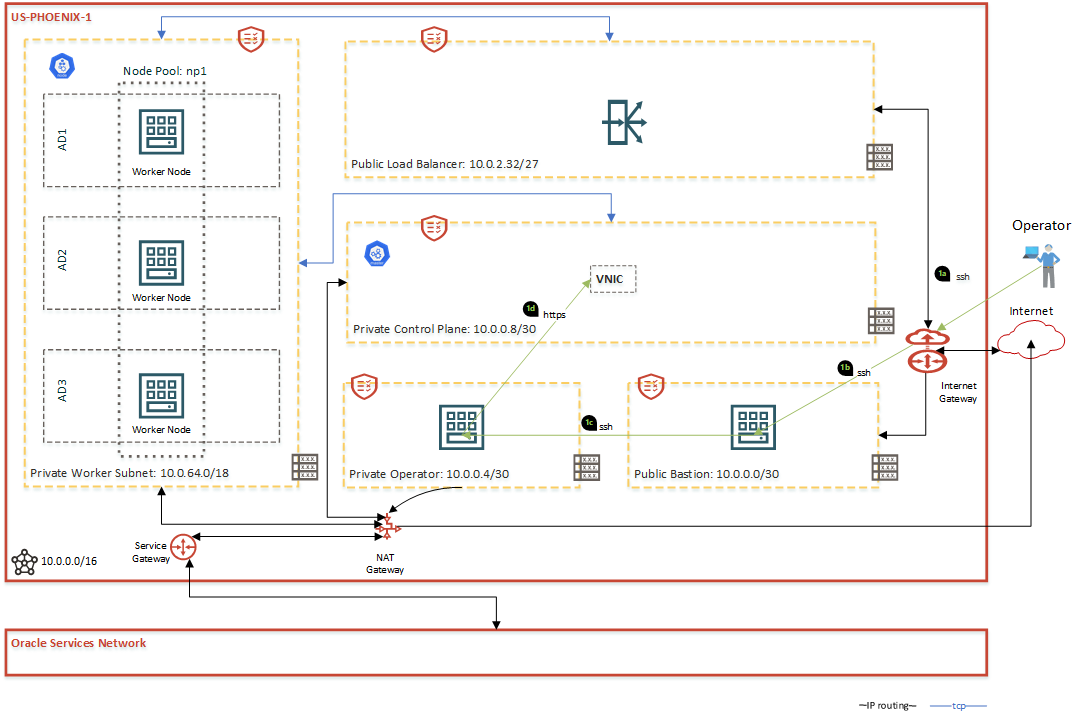 US-PHOENIX-1
Node Pool: np1
AD1
Worker Node
AD2
Worker Node
AD3
Worker Node
Private Worker Subnet: 10.0.64.0/18
Public Load Balancer: 10.0.2.32/27
X.X.X.
X.X.X.
X.X.X.
VNIC
1d
https
Private Control Plane: 10.0.0.8/30
X.X.X.
X.X.X.
X.X.X.
Operator
1a
ssh
Internet
1b
ssh
Internet
Gateway
1c
ssh
Private Operator: 10.0.0.4/30
X.X.X.
X.X.X.
X.X.X.
Public Bastion: 10.0.0.0/30
X.X.X.
X.X.X.
X.X.X.
X.X.X.
X.X.X.
X.X.X.
Service
Gateway
NAT
Gateway
10.0.0.0/16
Oracle Services Network
IP routing
tcp